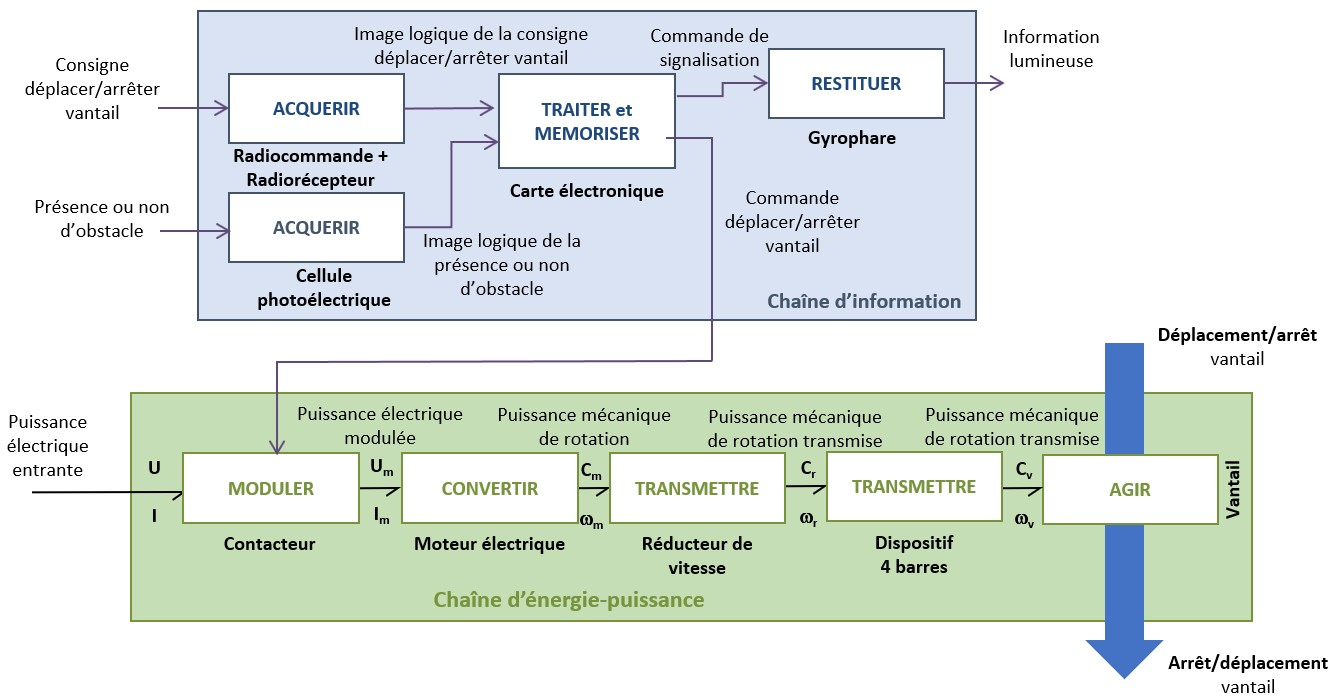 Image logique de la consigne
déplacer/arrêter vantail
Commande de
signalisation
Information
lumineuse
Consigne
déplacer/arrêter
vantail
ACQUERIR
TRAITER et
MEMORISER
RESTITUER
Radiocommande +
Radiorécepteur
Carte électronique
Gyrophare
Présence ou non
d’obstacle
ACQUERIR
Commande
déplacer/arrêter
vantail
Image logique de la
présence ou non
d’obstacle
Cellule
photoélectrique
Chaîne d’information
Déplacement/arrêt
vantail
Puissance
électrique
entrante
Puissance électrique
modulée
Puissance mécanique
de rotation
Puissance mécanique
de rotation transmise
Puissance mécanique
de rotation transmise
U
I
MODULER
Um
Im
CONVERTIR
Cm
ωm
TRANSMETTRE
Cr
ωr
TRANSMETTRE
Cv
ωv
AGIR
Vantail
Contacteur
Moteur électrique
Réducteur de
vitesse
Dispositif
4 barres
Chaîne d’énergie-puissance
Arrêt/déplacement
vantail